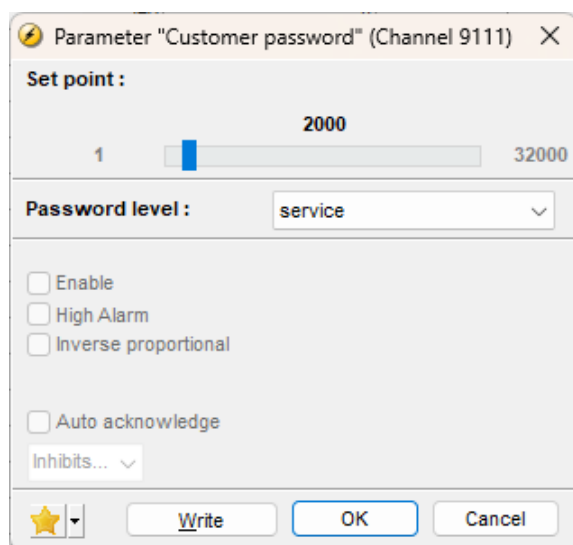 Parameter "Customer password" (Channel 9111)
Set point :
2000
1 32000
Password level : service
Enable
High Alarm
Inverse proportional
Auto acknowledge
Inhibits...
Write OK Cancel